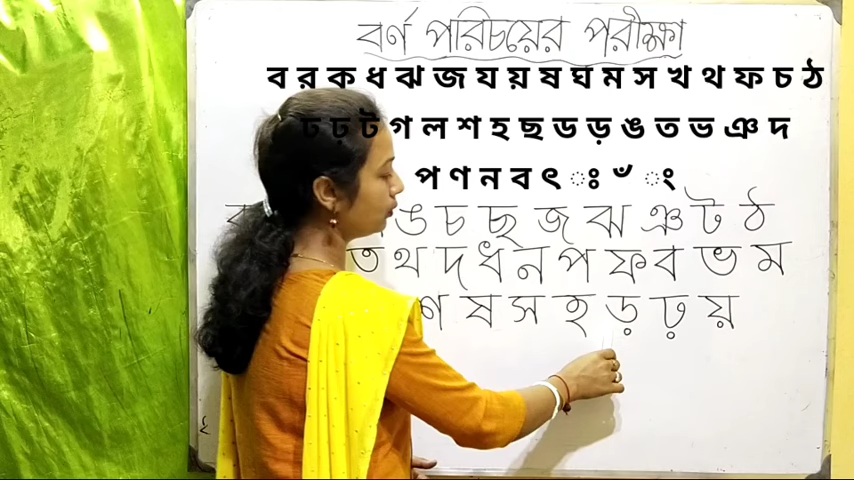 বর্ণ পরিচয়ের পরীক্ষা
ব র ক ধ ঝ জ য য় ষ ঘ ম স খ থ ফ চ ঠ
ঢ ঢ় ট গ ল শ হ ছ ড ড় ঙ ত ভ ঞ দ
প ণ ন ব ৎ ঃ ঁ ং
ঙ চ ছ জ ঝ ঞ ট ঠ
ত থ দ ধ ন প ফ ব ভ ম
শ ষ স হ ড় ঢ় য়